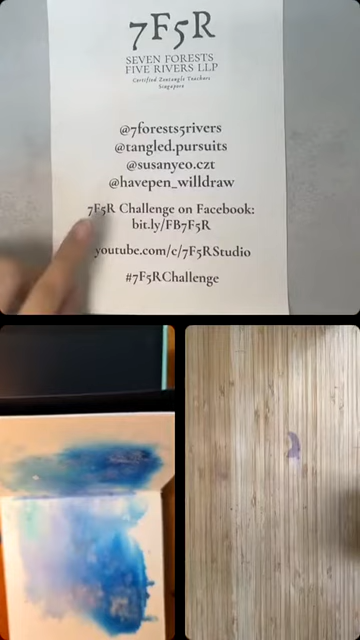 7F5R
SEVEN FORESTS
FIVE RIVERS LLP
Certified Zentangle Teachers
Singapore
@7forests5rivers
@tangled.pursuits
@susanyeo.czt
@havepen_willdraw
7F5R Challenge on Facebook:
bit.ly/FB7F5R
youtube.com/c/7F5RStudio
#7F5RChallenge